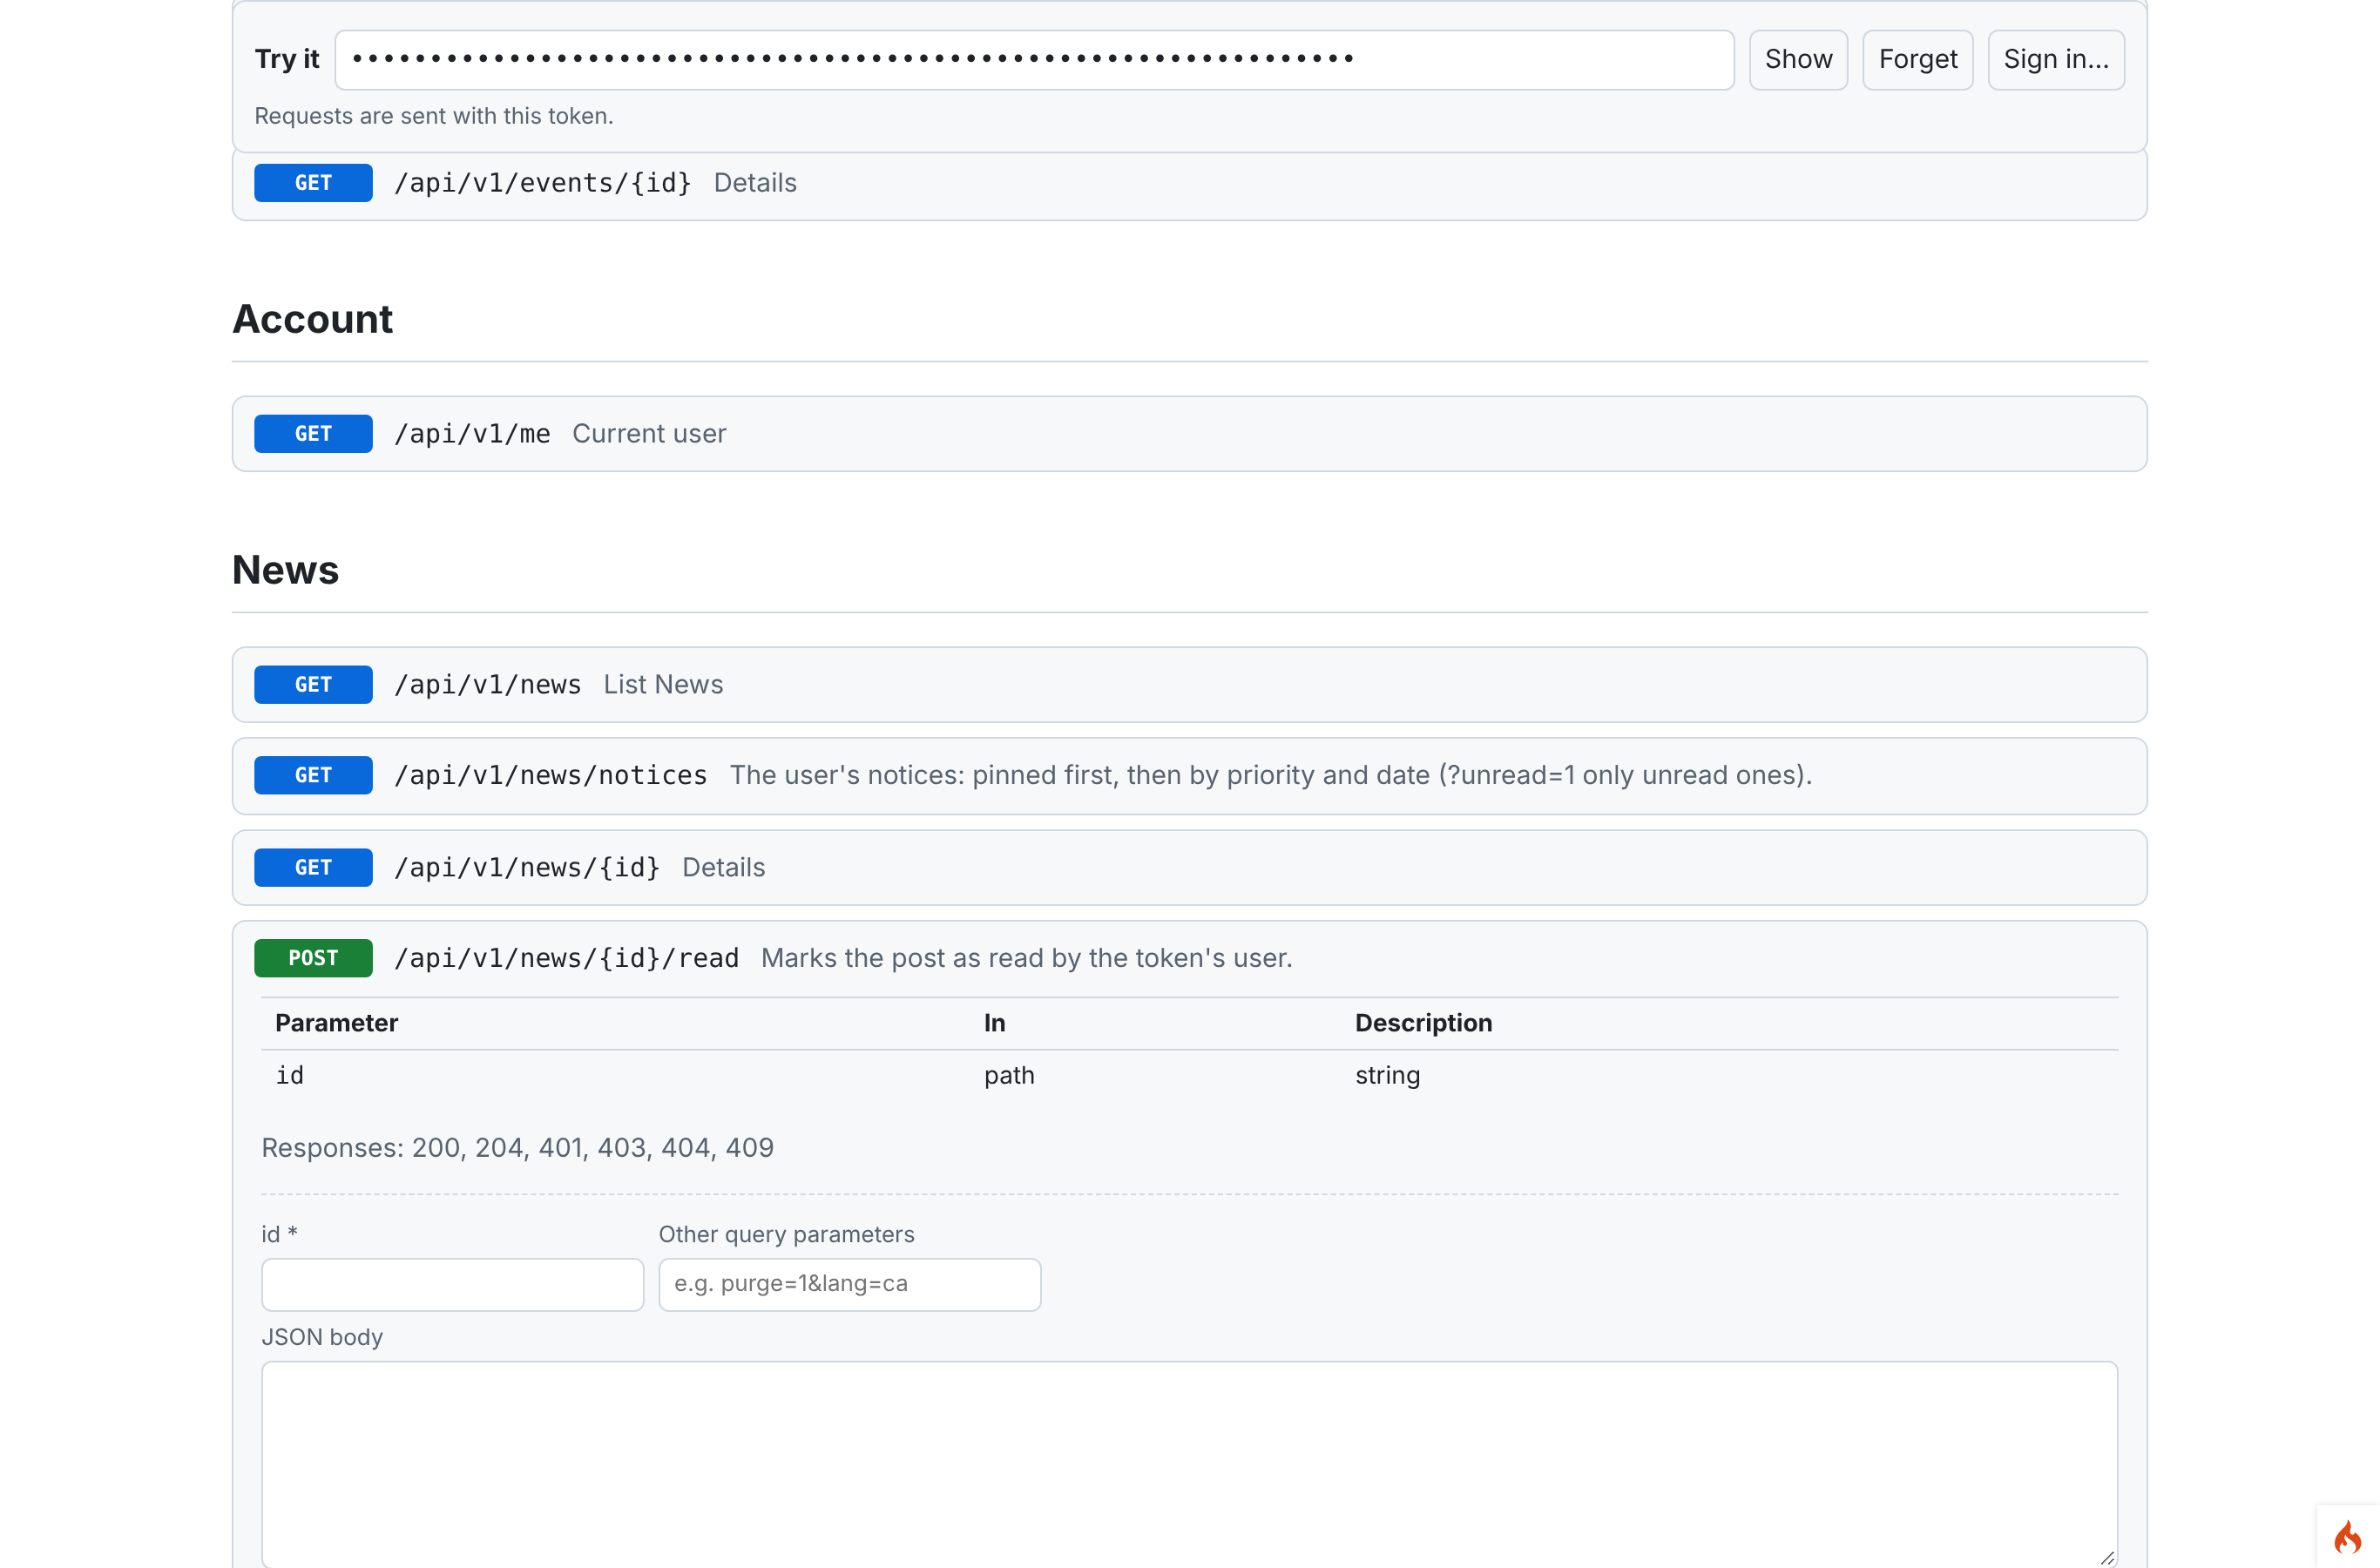 Try it •••••••••••••••••••••••••••••••••••••••••••••••••••••••••••••••• Show Forget Sign in...
Requests are sent with this token.
GET /api/v1/events/{id} Details
Account
GET /api/v1/me Current user
News
GET /api/v1/news List News
GET /api/v1/news/notices The user's notices: pinned first, then by priority and date (?unread=1 only unread ones).
GET /api/v1/news/{id} Details
POST /api/v1/news/{id}/read Marks the post as read by the token's user.
Parameter In Description
id path string
Responses: 200, 204, 401, 403, 404, 409
id * Other query parameters
e.g. purge=1&lang=ca
JSON body